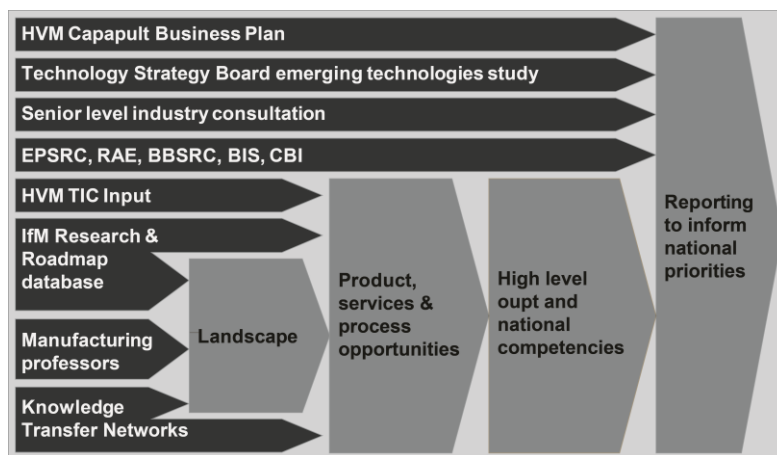 HVM Capapult Business Plan
Technology Strategy Board emerging technologies study
Senior level industry consultation
EPSRC, RAE, BBSRC, BIS, CBI
HVM TIC Input
IfM Research &
Roadmap
database
Manufacturing
professors
Knowledge
Transfer Networks
Landscape
Product,
services &
process
opportunities
High level
oupt and
national
competencies
Reporting
to inform
national
priorities